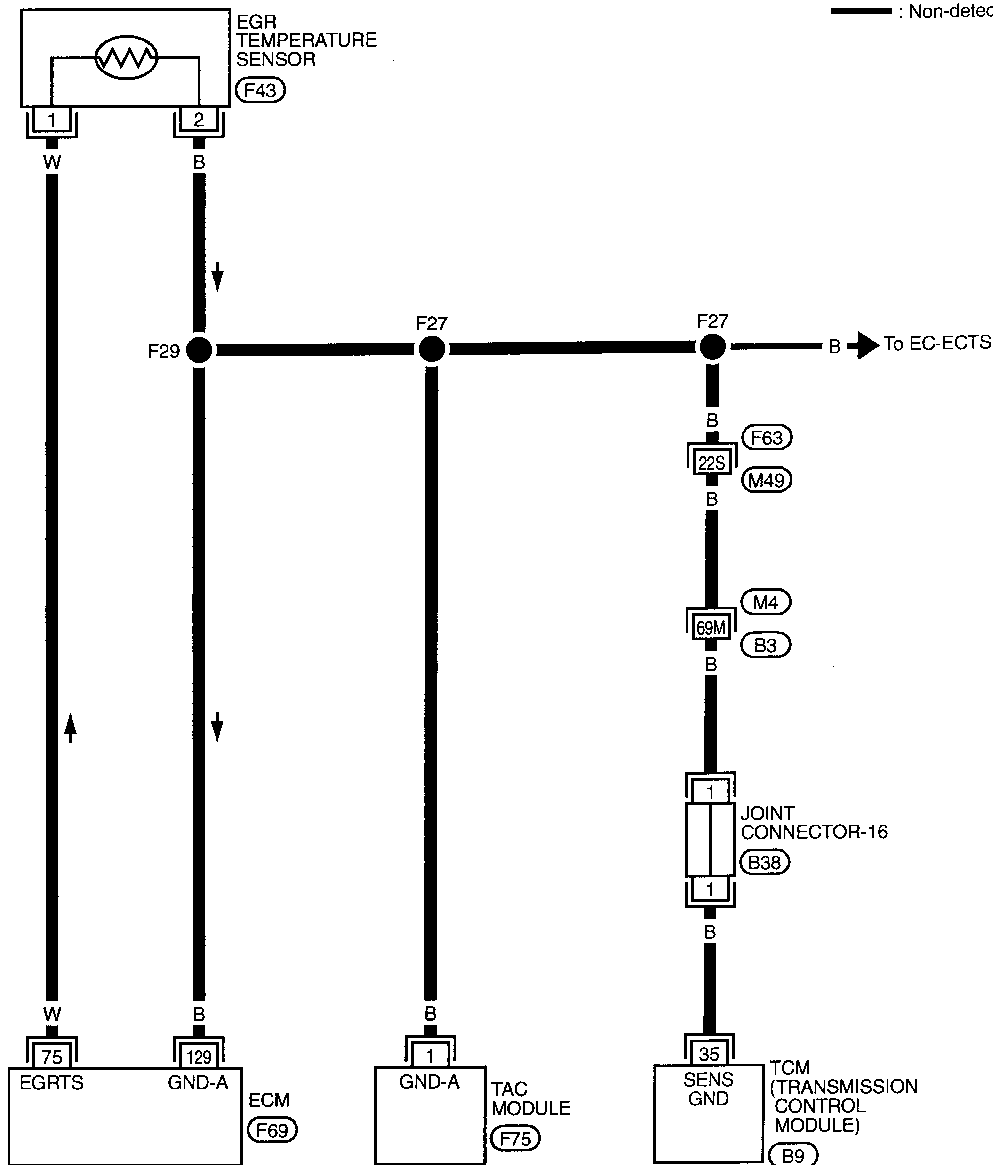 : Non-detec
EGR
TEMPERATURE
SENSOR
F43
1
2
W
B
F29
F27
F27
B
To EC-ECTS
B
F63
22S
M49
B
M4
69M
B3
B
1
JOINT
CONNECTOR-16
B38
1
B
W
B
B
75
129
1
35
EGRTS
GND-A
ECM
F69
GND-A
TAC
MODULE
F75
SENS
GND
TCM
(TRANSMISSION
CONTROL
MODULE)
B9